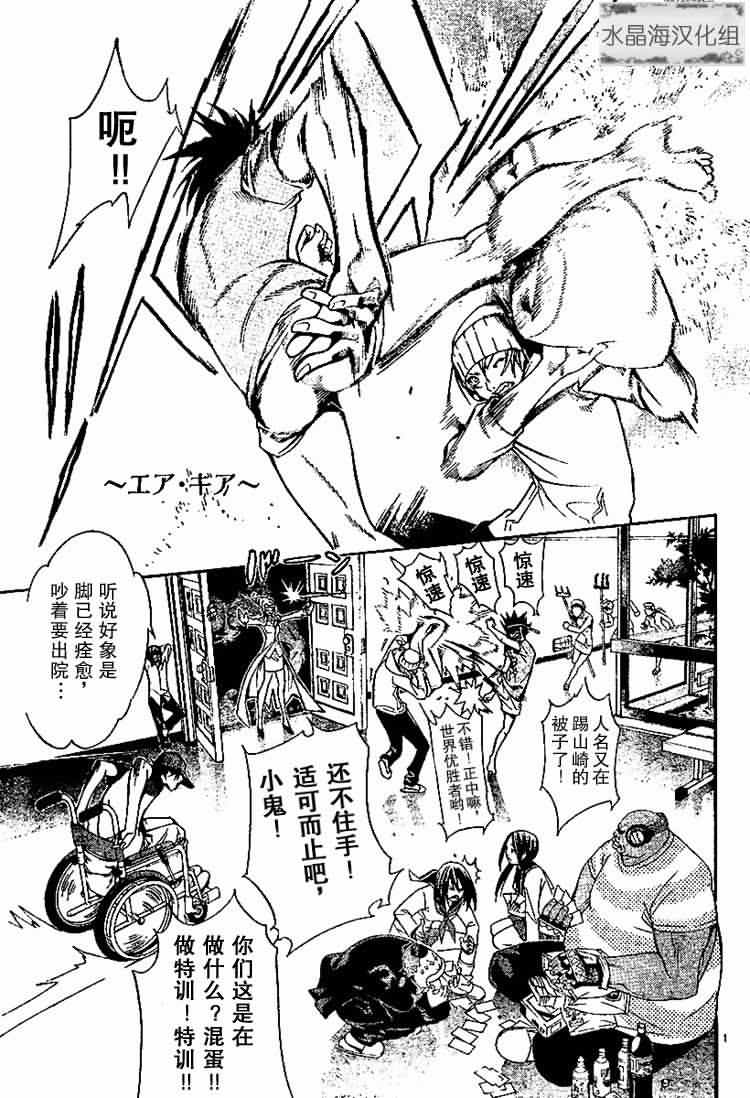 水晶海汉化组
呃!!
～エア・ギア～
惊速
惊速
惊速
听说好象是
脚已经痊愈，
吵着要出院…
人名又在
踢山崎的
被子了！
不错！正中嘛，
世界优胜者哟！
还不住手！
适可而止吧，
小鬼！
你们这是在
做什么？混蛋!!
做特训！特训!!
1